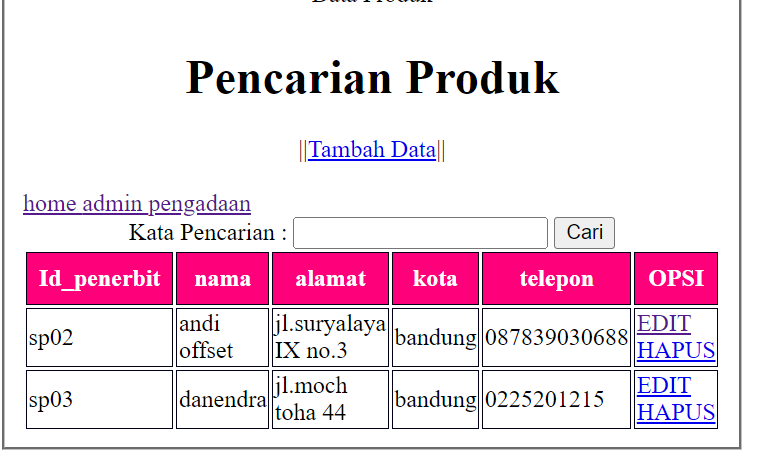 Data Produk
Pencarian Produk
||Tambah Data||
home admin pengadaan
Kata Pencarian : Cari
Id_penerbit nama alamat kota telepon OPSI
sp02 andi offset jl.suryalaya IX no.3 bandung 087839030688 EDIT HAPUS
sp03 danendra jl.moch toha 44 bandung 0225201215 EDIT HAPUS